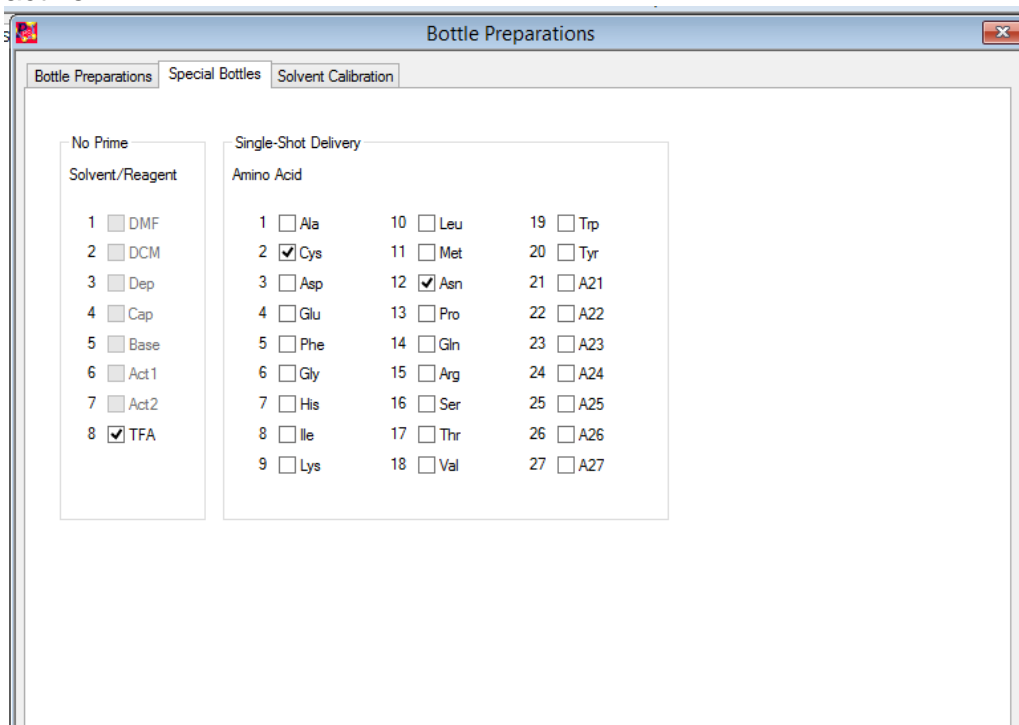 Bottle Preparations
Bottle Preparations Special Bottles Solvent Calibration
No Prime Single-Shot Delivery
Solvent/Reagent Amino Acid
1 DMF 1 Ala 10 Leu 19 Trp
2 DCM 2 Cys 11 Met 20 Tyr
3 Dep 3 Asp 12 Asn 21 A21
4 Cap 4 Glu 13 Pro 22 A22
5 Base 5 Phe 14 Gln 23 A23
6 Act1 6 Gly 15 Arg 24 A24
7 Act2 7 His 16 Ser 25 A25
8 TFA 8 Ile 17 Thr 26 A26
9 Lys 18 Val 27 A27